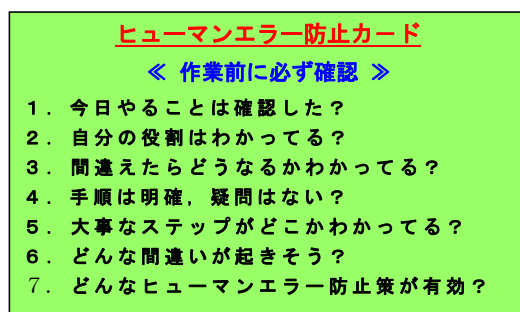 ヒューマンエラー防止カード
≪ 作業前に必ず確認 ≫
１．今日やることは確認した？
２．自分の役割はわかってる？
３．間違えたらどうなるかわかってる？
４．手順は明確，疑問はない？
５．大事なステップがどこかわかってる？
６．どんな間違いが起きそう？
７．どんなヒューマンエラー防止策が有効？